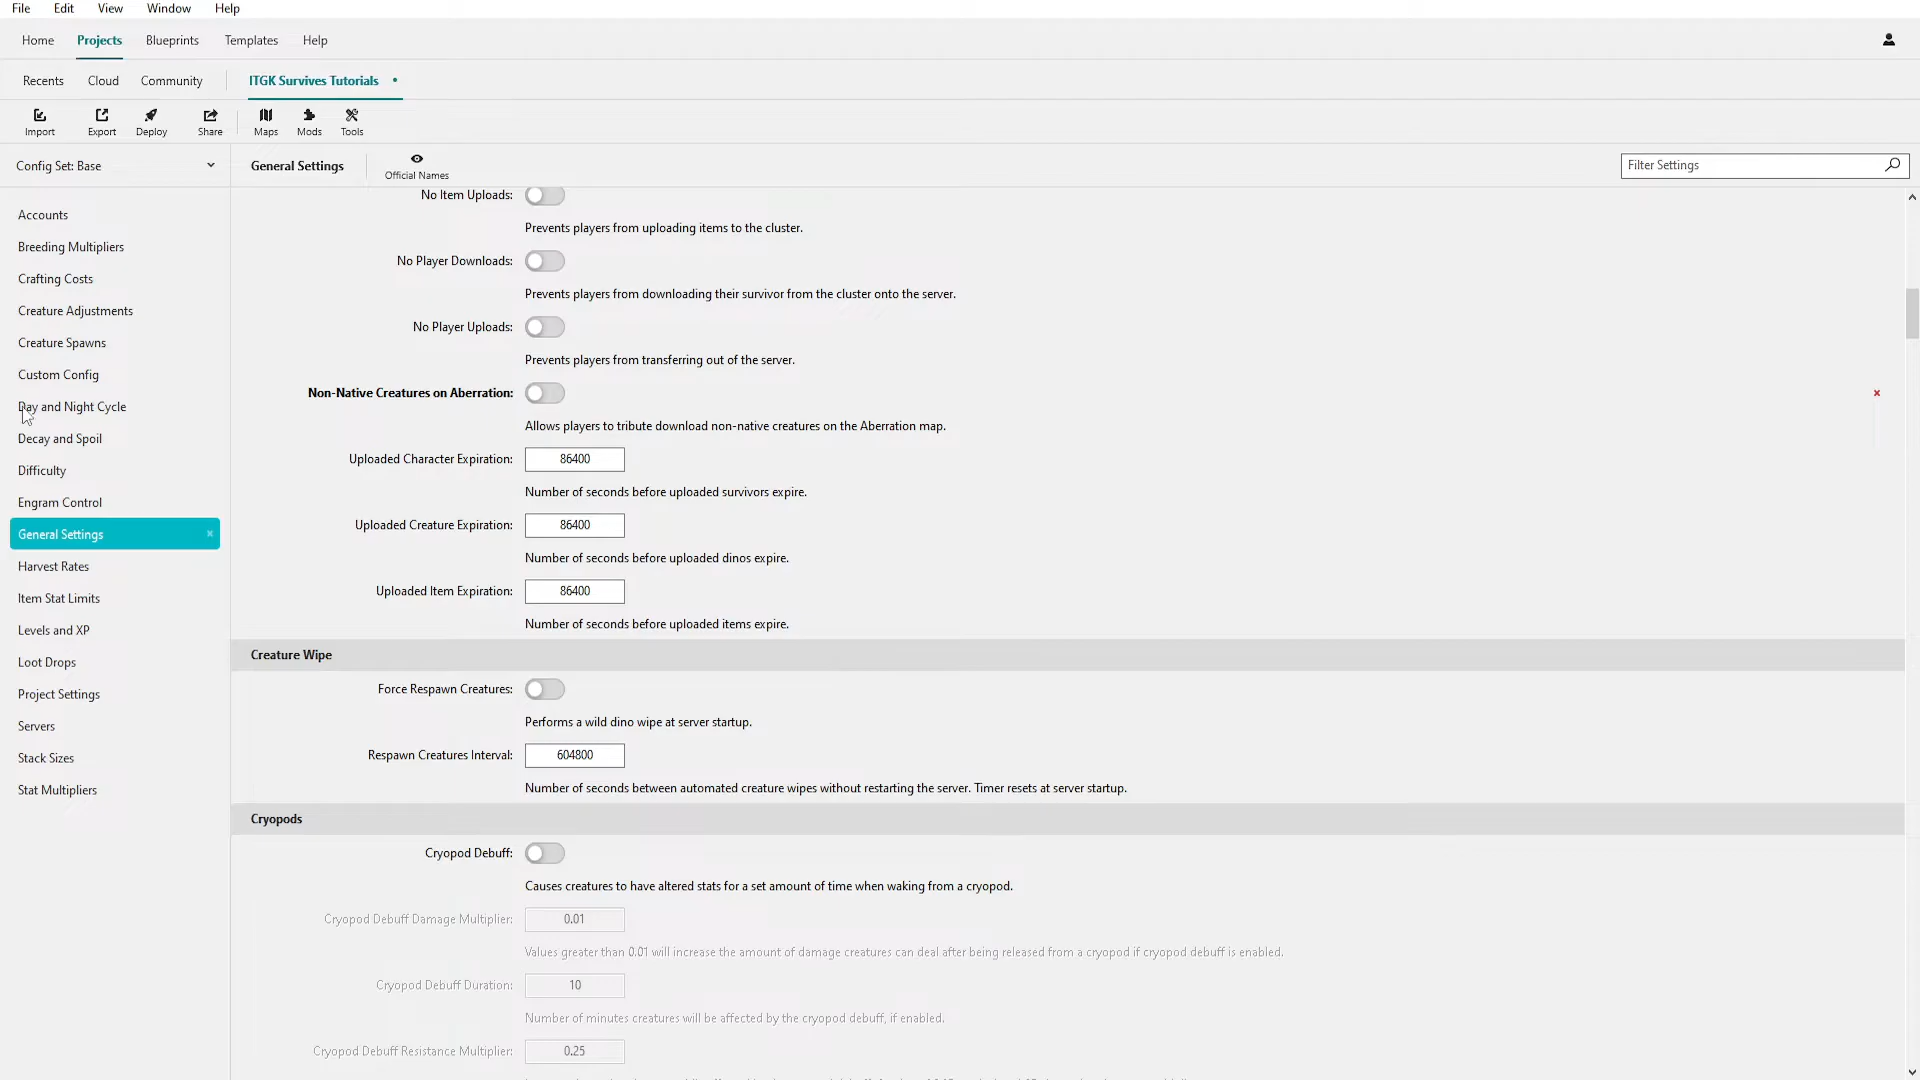 File Edit View Window Help
Home Projects Blueprints Templates Help
Recents Cloud Community ITGK Survives Tutorials •
Import Export Deploy Share Maps Mods Tools
Config Set: Base
General Settings
Official Names
Filter Settings
Accounts
Breeding Multipliers
Crafting Costs
Creature Adjustments
Creature Spawns
Custom Config
Day and Night Cycle
Decay and Spoil
Difficulty
Engram Control
General Settings
Harvest Rates
Item Stat Limits
Levels and XP
Loot Drops
Project Settings
Servers
Stack Sizes
Stat Multipliers
No Item Uploads:
Prevents players from uploading items to the cluster.
No Player Downloads:
Prevents players from downloading their survivor from the cluster onto the server.
No Player Uploads:
Prevents players from transferring out of the server.
Non-Native Creatures on Aberration:
Allows players to tribute download non-native creatures on the Aberration map.
Uploaded Character Expiration: 86400
Number of seconds before uploaded survivors expire.
Uploaded Creature Expiration: 86400
Number of seconds before uploaded dinos expire.
Uploaded Item Expiration: 86400
Number of seconds before uploaded items expire.
Creature Wipe
Force Respawn Creatures:
Performs a wild dino wipe at server startup.
Respawn Creatures Interval: 604800
Number of seconds between automated creature wipes without restarting the server. Timer resets at server startup.
Cryopods
Cryopod Debuff:
Causes creatures to have altered stats for a set amount of time when waking from a cryopod.
Cryopod Debuff Damage Multiplier: 0.01
Values greater than 0.01 will increase the amount of damage creatures can deal after being released from a cryopod if cryopod debuff is enabled.
Cryopod Debuff Duration: 10
Number of minutes creatures will be affected by the cryopod debuff, if enabled.
Cryopod Debuff Resistance Multiplier: 0.25